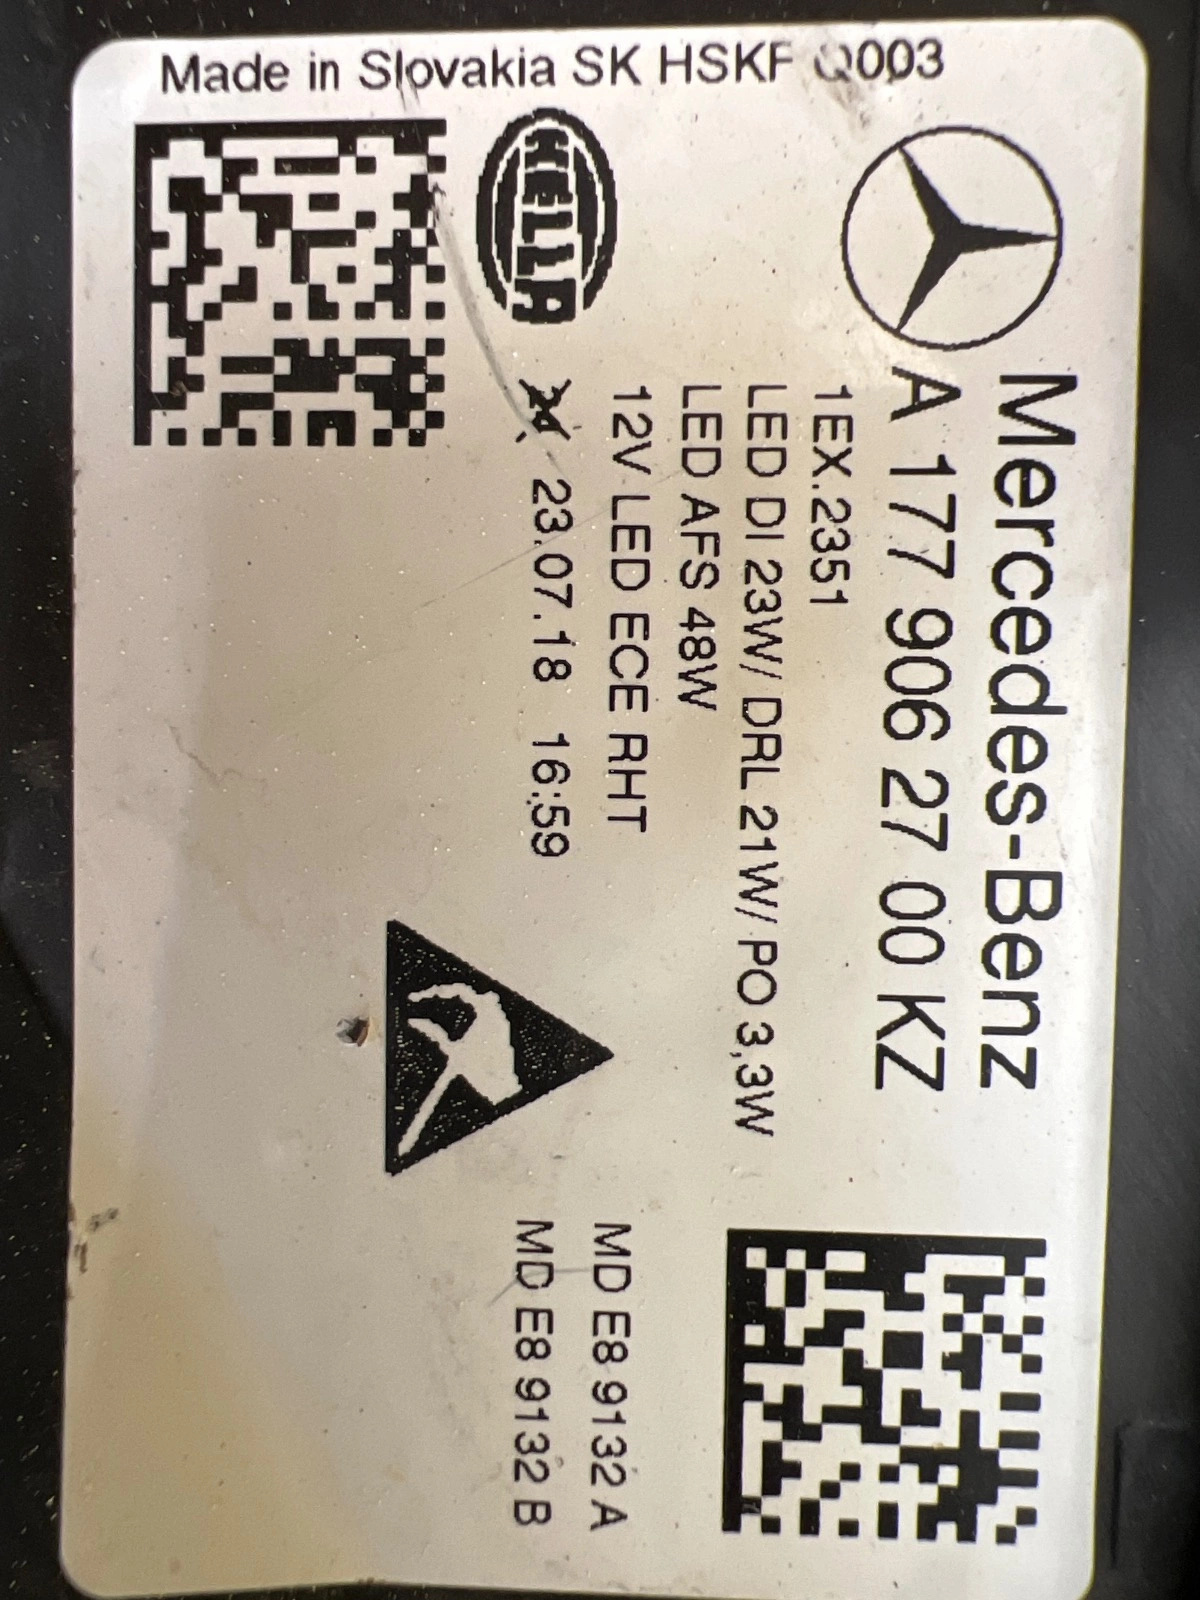 Made in Slovakia SK HSKF Q003
HELLA
Mercedes-Benz
A 177 906 27 00 KZ
1EX.2351
LED DI 23W/ DRL 21W/ PO 3,3W
LED AFS 48W
12V LED ECE RHT
23.07.18 16:59
MD E8 9132 A
MD E8 9132 B